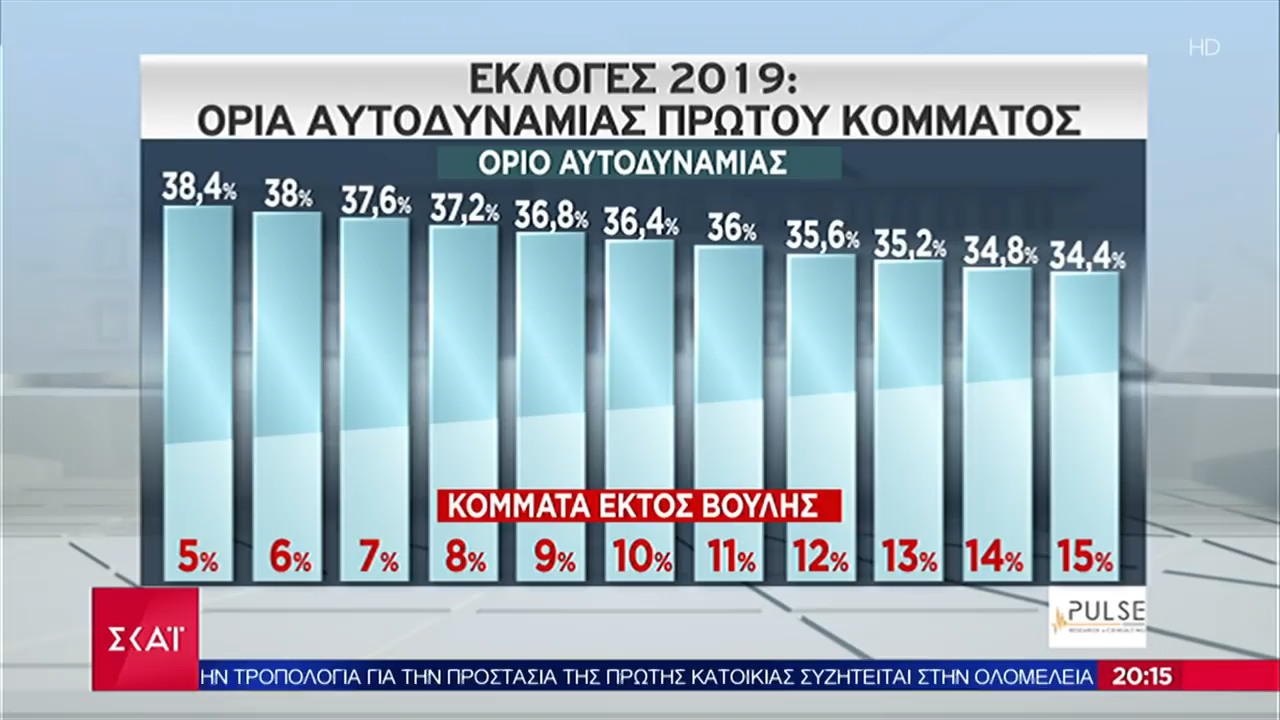 HD
ΕΚΛΟΓΕΣ 2019:
ΟΡΙΑ ΑΥΤΟΔΥΝΑΜΙΑΣ ΠΡΩΤΟΥ ΚΟΜΜΑΤΟΣ
ΟΡΙΟ ΑΥΤΟΔΥΝΑΜΙΑΣ
38,4% 38% 37,6% 37,2% 36,8% 36,4% 36% 35,6% 35,2% 34,8% 34,4%
ΚΟΜΜΑΤΑ ΕΚΤΟΣ ΒΟΥΛΗΣ
5% 6% 7% 8% 9% 10% 11% 12% 13% 14% 15%
PULSE
ΣΚΑΪ
ΗΝ ΤΡΟΠΟΛΟΓΙΑ ΓΙΑ ΤΗΝ ΠΡΟΣΤΑΣΙΑ ΤΗΣ ΠΡΩΤΗΣ ΚΑΤΟΙΚΙΑΣ ΣΥΖΗΤΕΙΤΑΙ ΣΤΗΝ ΟΛΟΜΕΛΕΙΑ 20:15